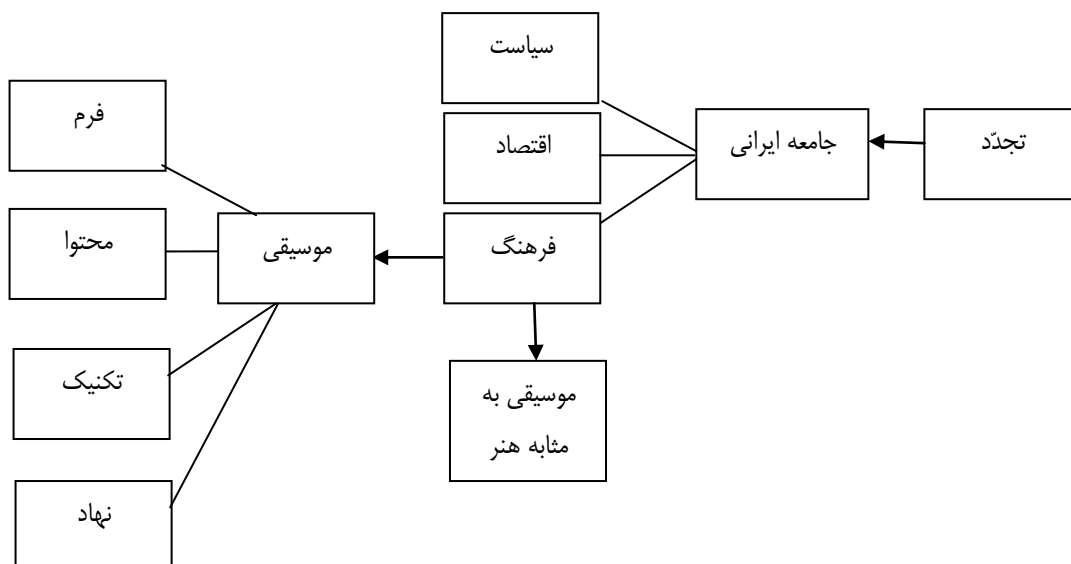 تجدّد
جامعه ایرانی
سیاست
اقتصاد
فرهنگ
موسیقی به
مثابه هنر
موسیقی
فرم
محتوا
تکنیک
نهاد